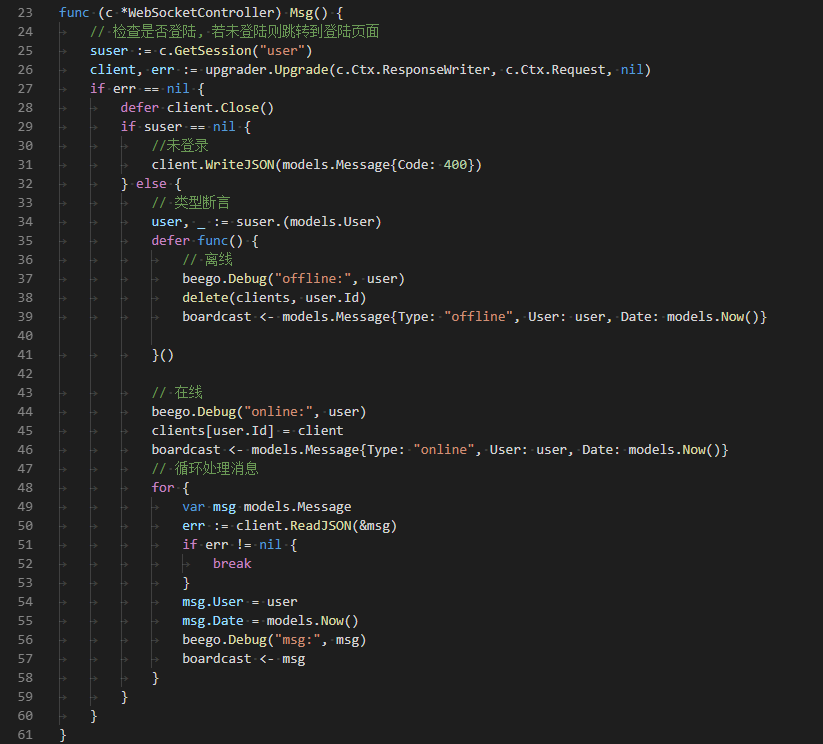 23 func (c *WebSocketController) Msg() {
24 // 检查是否登陆, 若未登陆则跳转到登陆页面
25 suser := c.GetSession("user")
26 client, err := upgrader.Upgrade(c.Ctx.ResponseWriter, c.Ctx.Request, nil)
27 if err == nil {
28 defer client.Close()
29 if suser == nil {
30 //未登录
31 client.WriteJSON(models.Message{Code: 400})
32 } else {
33 // 类型断言
34 user, _ := suser.(models.User)
35 defer func() {
36 // 离线
37 beego.Debug("offline:", user)
38 delete(clients, user.Id)
39 boardcast <- models.Message{Type: "offline", User: user, Date: models.Now()}
40
41 }()
42
43 // 在线
44 beego.Debug("online:", user)
45 clients[user.Id] = client
46 boardcast <- models.Message{Type: "online", User: user, Date: models.Now()}
47 // 循环处理消息
48 for {
49 var msg models.Message
50 err := client.ReadJSON(&msg)
51 if err != nil {
52 break
53 }
54 msg.User = user
55 msg.Date = models.Now()
56 beego.Debug("msg:", msg)
57 boardcast <- msg
58 }
59 }
60 }
61 }